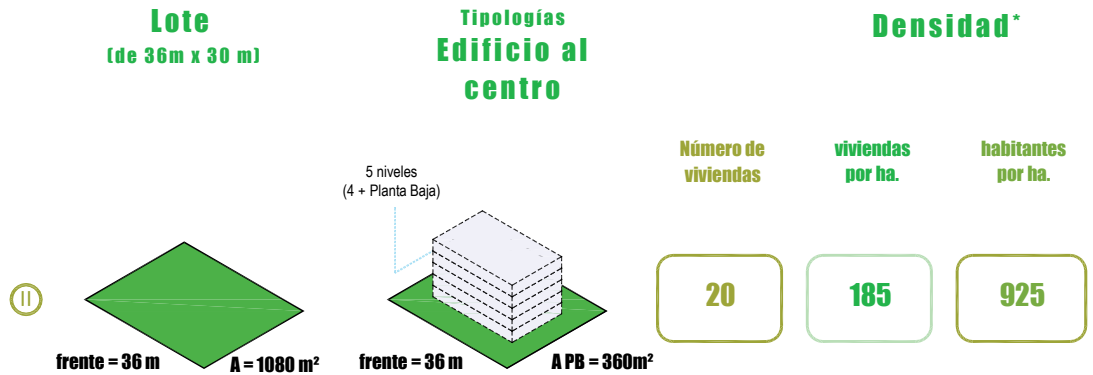 Lote
(de 36m x 30 m)
Tipologías
Edificio al
centro
Densidad*
Número de
viviendas
viviendas
por ha.
habitantes
por ha.
5 niveles
(4 + Planta Baja)
II
20
185
925
frente = 36 m
A = 1080 m²
frente = 36 m
A PB = 360m²